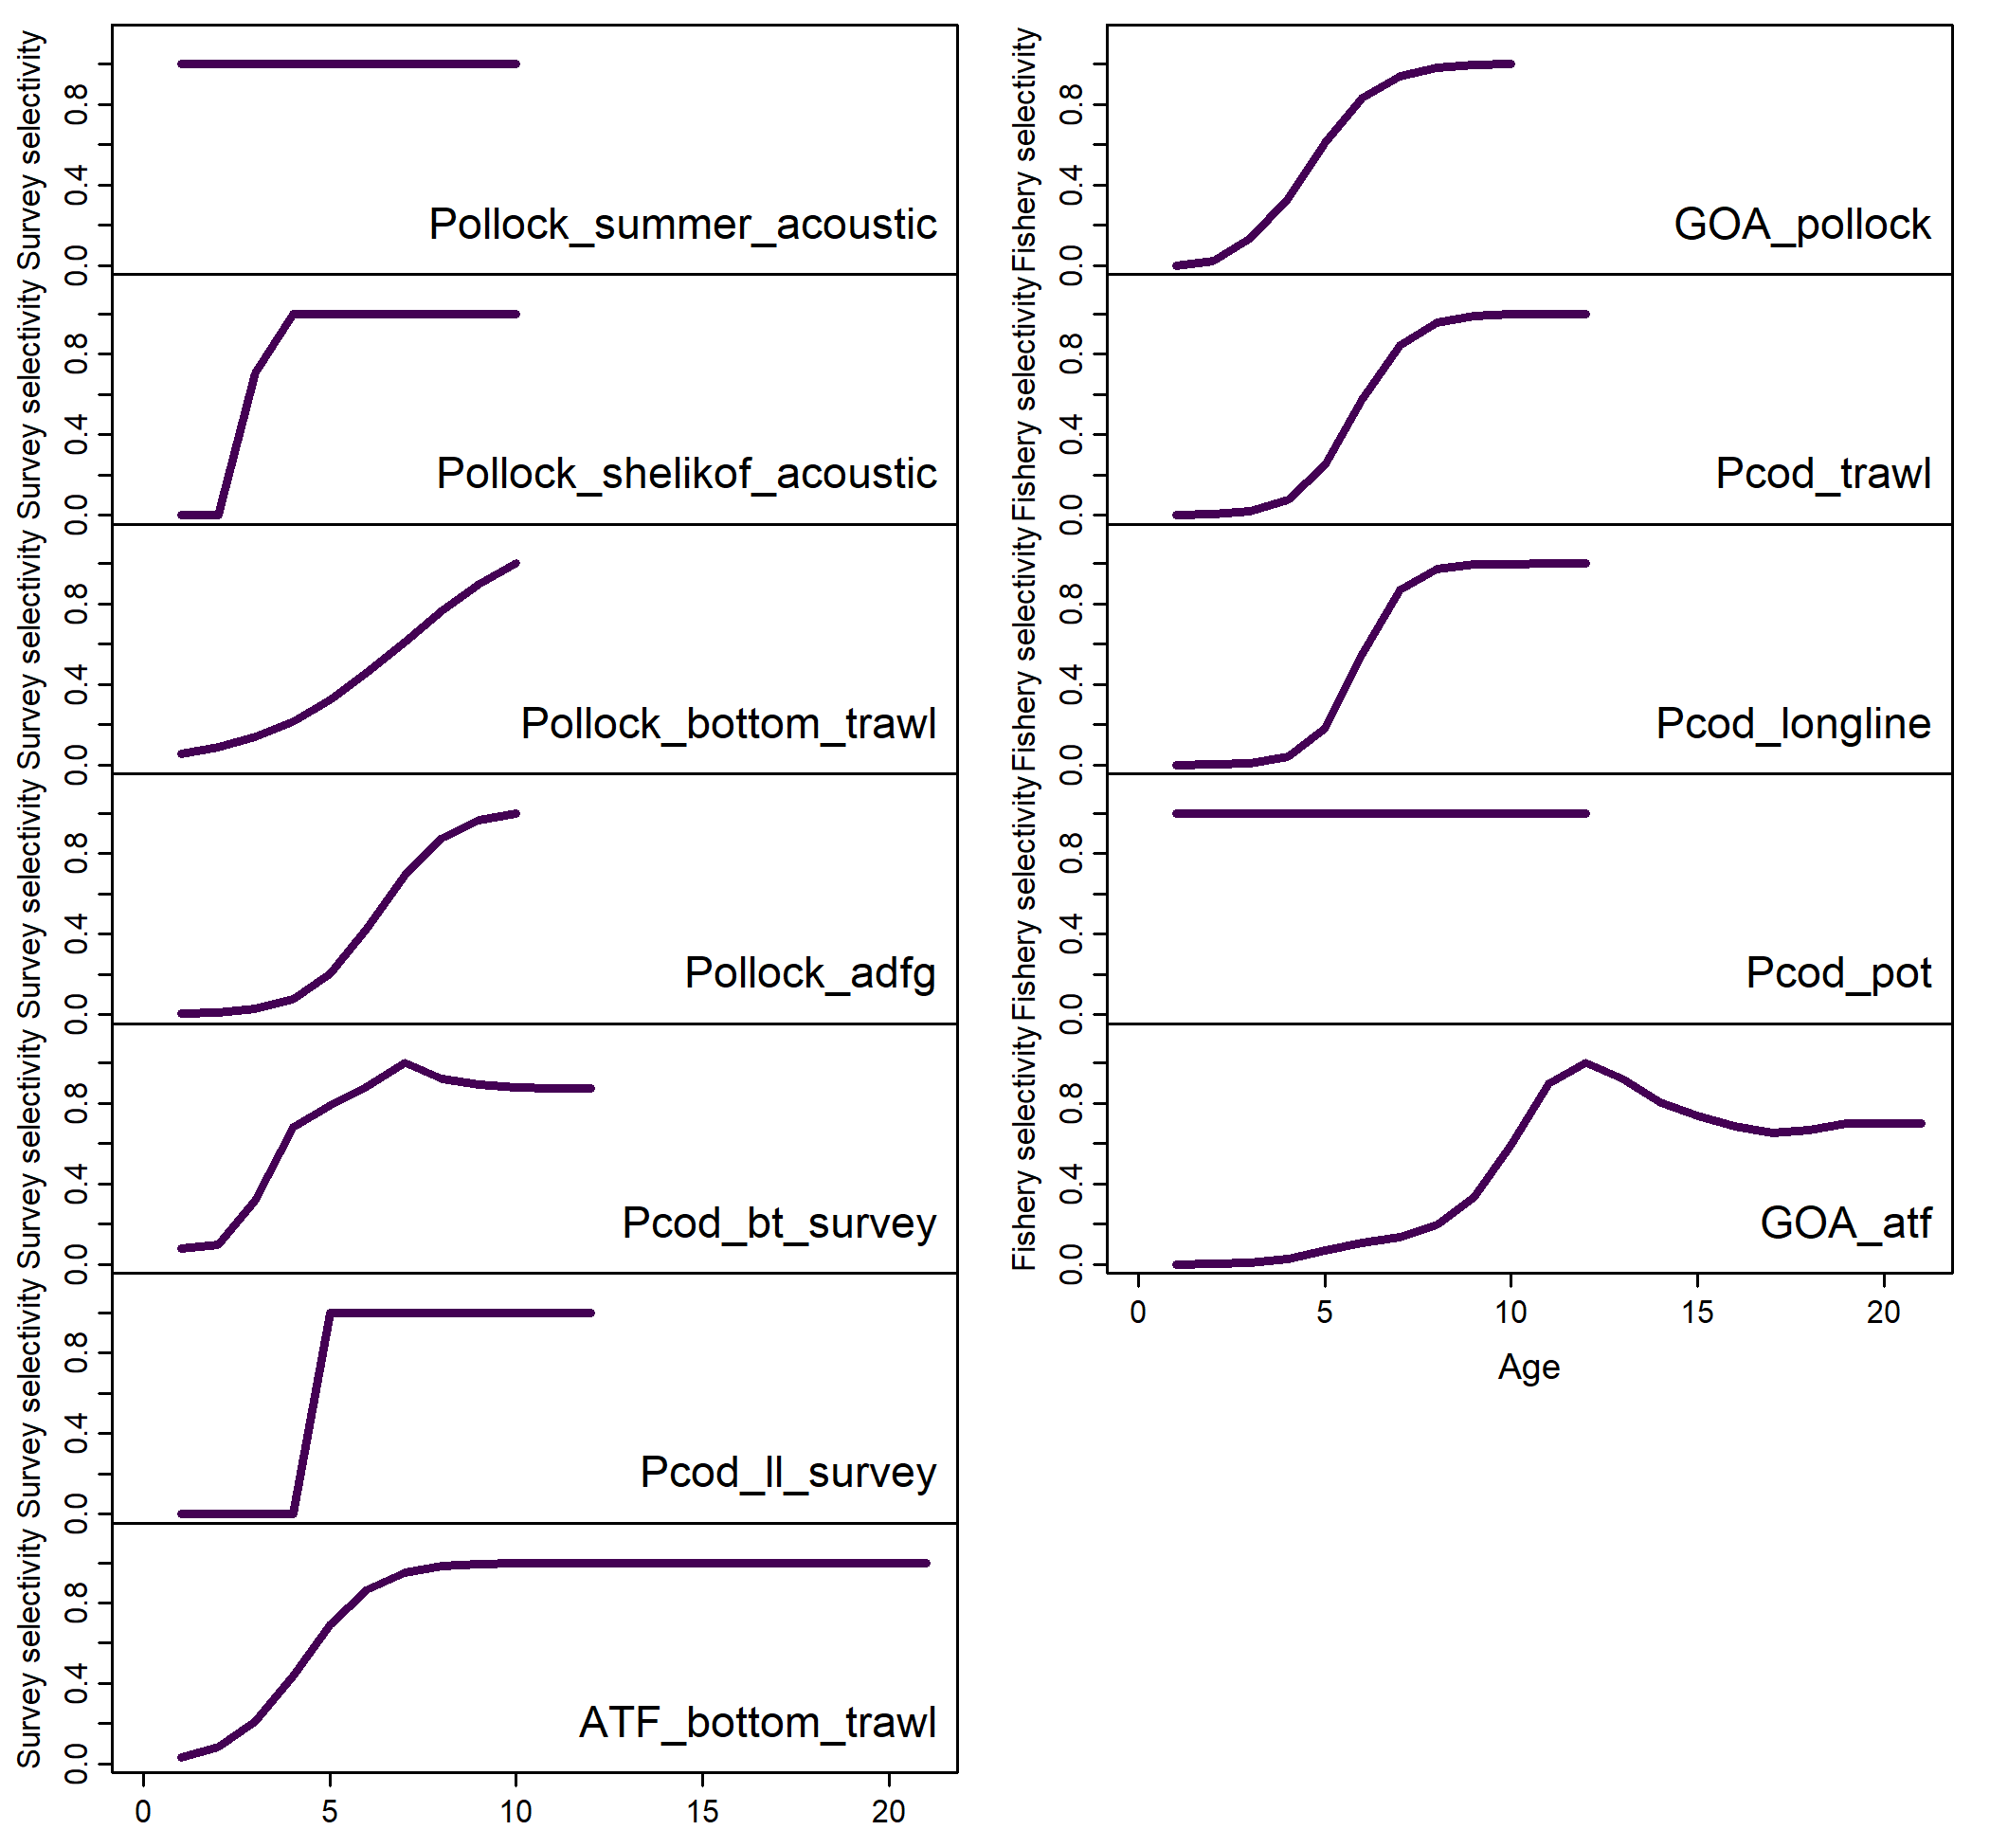 Survey selectivity
0.0 0.4 0.8
Pollock_summer_acoustic
Survey selectivity
0.0 0.4 0.8
Pollock_shelikof_acoustic
Survey selectivity
0.0 0.4 0.8
Pollock_bottom_trawl
Survey selectivity
0.0 0.4 0.8
Pollock_adfg
Survey selectivity
0.0 0.4 0.8
Pcod_bt_survey
Survey selectivity
0.0 0.4 0.8
Pcod_ll_survey
Survey selectivity
0.0 0.4 0.8
ATF_bottom_trawl
0 5 10 15 20
Fishery selectivity
0.0 0.4 0.8
GOA_pollock
Fishery selectivity
0.0 0.4 0.8
Pcod_trawl
Fishery selectivity
0.0 0.4 0.8
Pcod_longline
Fishery selectivity
0.0 0.4 0.8
Pcod_pot
Fishery selectivity
0.0 0.4 0.8
GOA_atf
0 5 10 15 20
Age